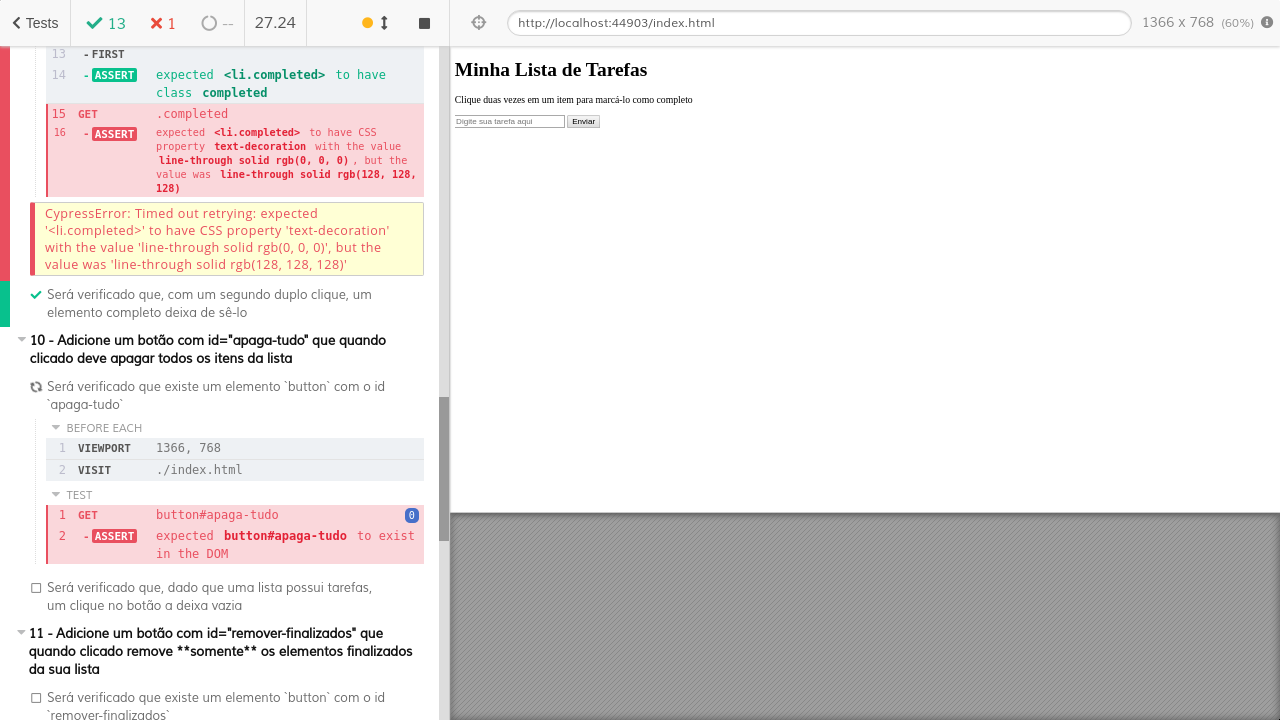 Tests
13
1
--
27.24
http://localhost:44903/index.html
1366 x 768 (60%)
13 - FIRST
14 - ASSERT expected <li.completed> to have
class completed
15 GET .completed
16 - ASSERT expected <li.completed> to have CSS
property text-decoration with the value
line-through solid rgb(0, 0, 0) , but the
value was line-through solid rgb(128, 128,
128)
CypressError: Timed out retrying: expected
'<li.completed>' to have CSS property 'text-decoration'
with the value 'line-through solid rgb(0, 0, 0)', but the
value was 'line-through solid rgb(128, 128, 128)'
Será verificado que, com um segundo duplo clique, um
elemento completo deixa de sê-lo
10 - Adicione um botão com id="apaga-tudo" que quando
clicado deve apagar todos os itens da lista
Será verificado que existe um elemento `button` com o id
`apaga-tudo`
BEFORE EACH
1 VIEWPORT 1366, 768
2 VISIT ./index.html
TEST
1 GET button#apaga-tudo 0
2 - ASSERT expected button#apaga-tudo to exist
in the DOM
Será verificado que, dado que uma lista possui tarefas,
um clique no botão a deixa vazia
11 - Adicione um botão com id="remover-finalizados" que
quando clicado remove **somente** os elementos finalizados
da sua lista
Será verificado que existe um elemento `button` com o id
`remover-finalizados`
Minha Lista de Tarefas
Clique duas vezes em um item para marcá-lo como completo
Digite sua tarefa aqui Enviar